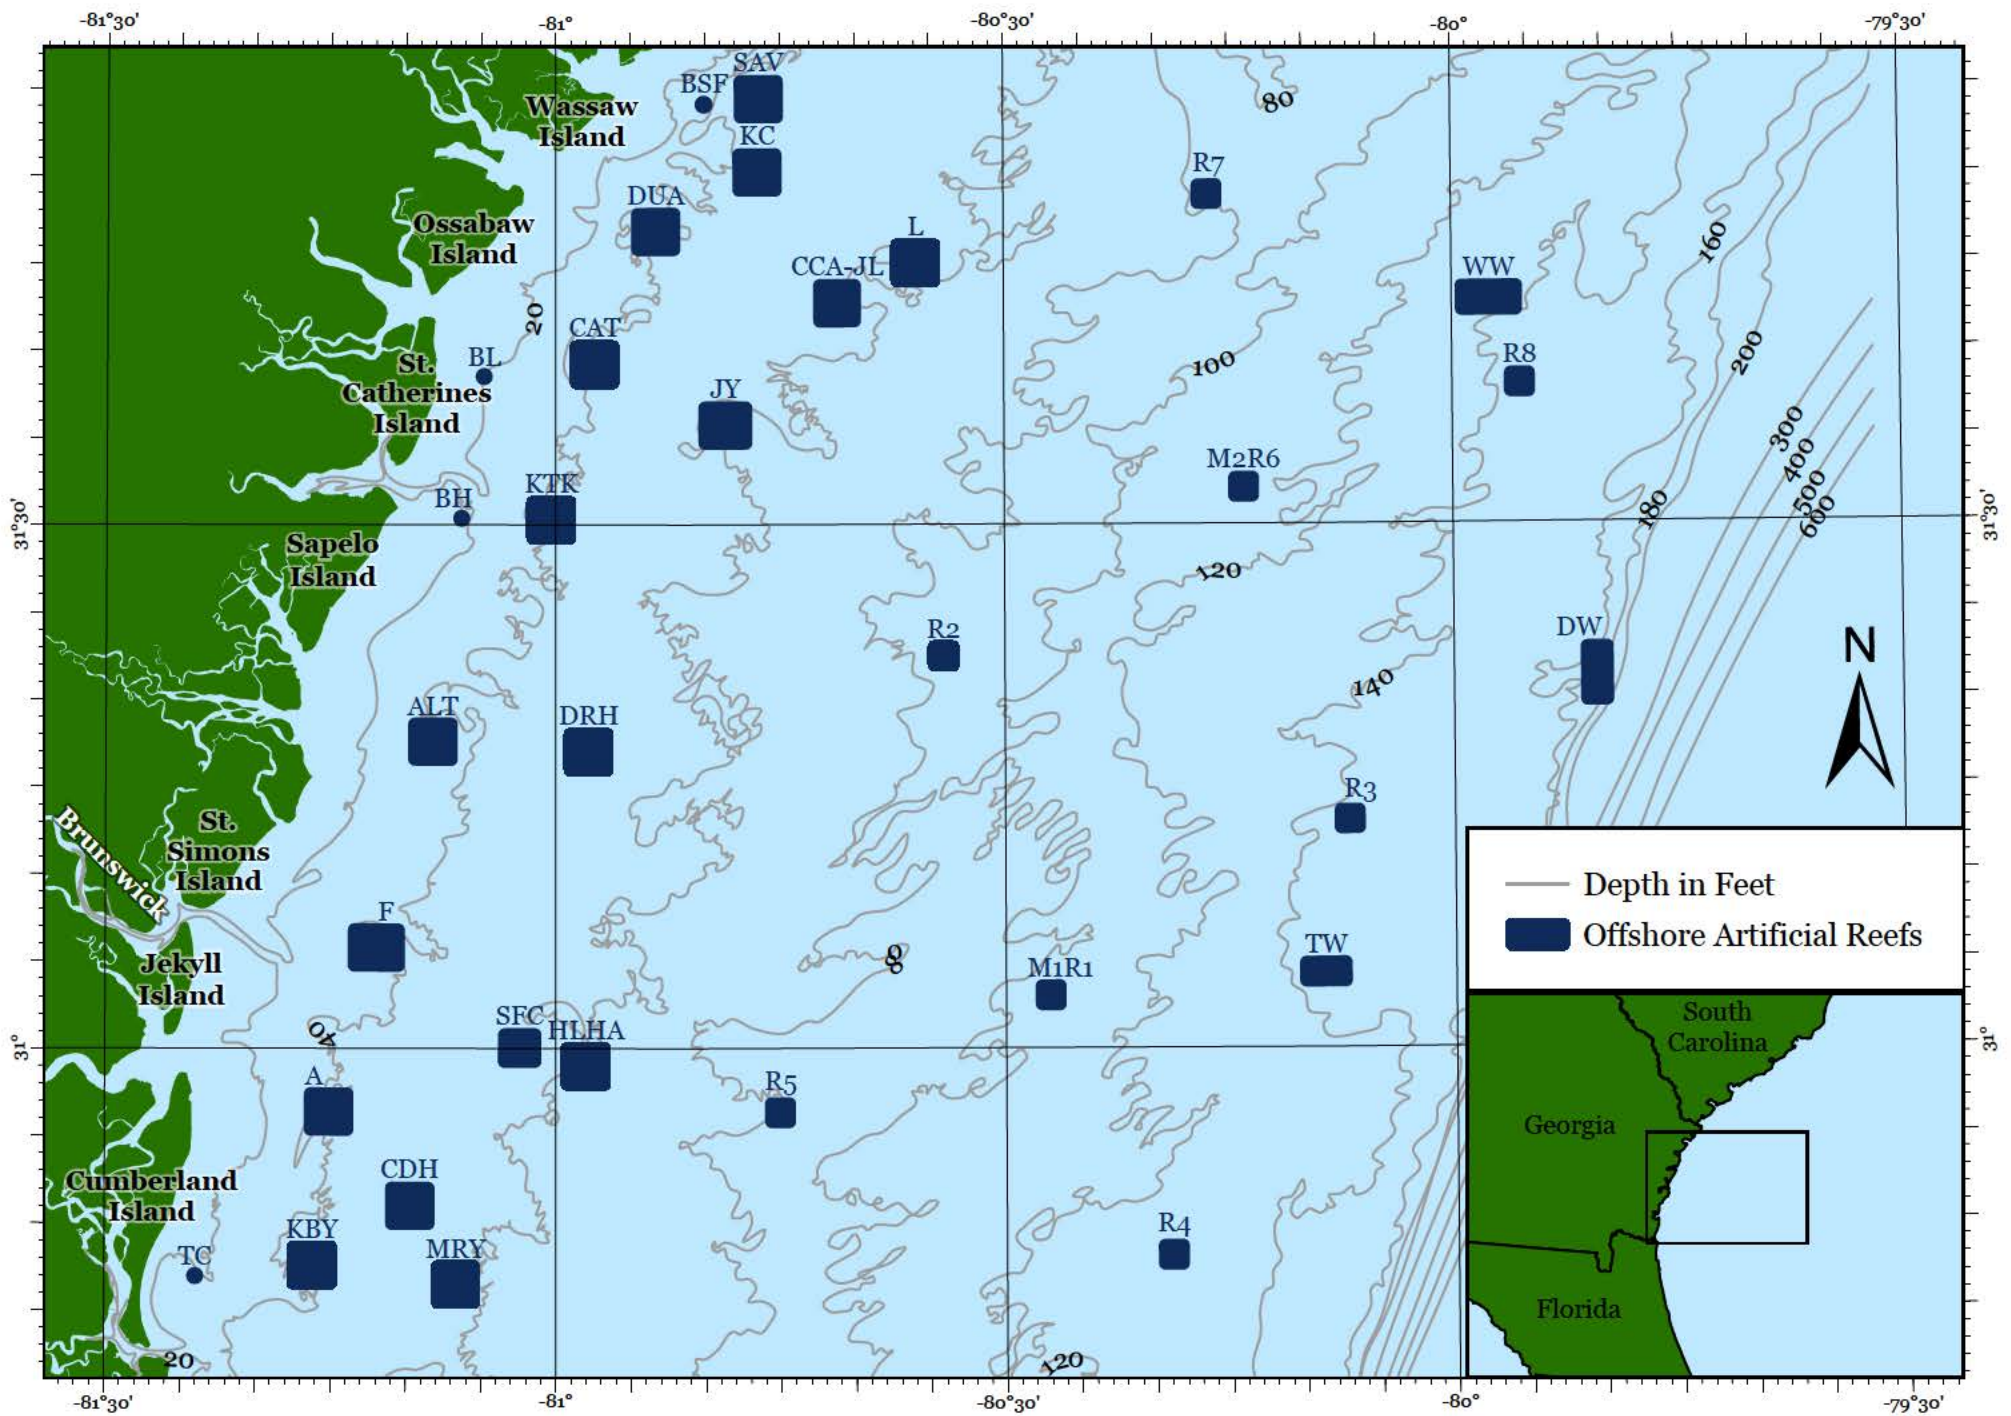 -81°30'
-81°
-80°30'
-80°
-79°30'
SAV
BSF
Wassaw
Island
80
KC
R7
DUA
Ossabaw
Island
L
160
CCA-JL
WW
20
CAT
200
BL
100
R8
St.
Catherines
Island
JY
300
400
M2R6
500
KTK
BH
180
600
31°30'
31°30'
Sapelo
Island
120
R2
DW
N
140
ALT
DRH
R3
Brunswick
St.
Simons
Island
Depth in Feet
F
Offshore Artificial Reefs
Jekyll
Island
80
TW
M1R1
SFC
HLHA
40
31°
31°
South
Carolina
A
R5
Georgia
CDH
Cumberland
Island
KBY
R4
MRY
TC
Florida
20
120
-81°30'
-81°
-80°30'
-80°
-79°30'